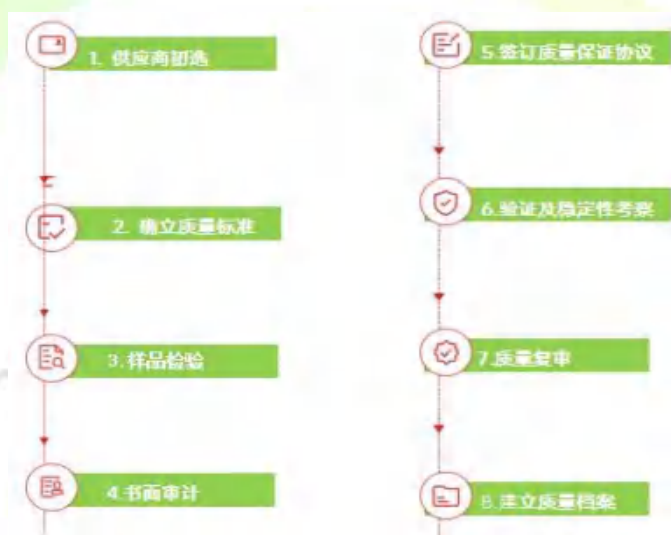 1. 供应商初选
2. 确立质量标准
3.样品检验
4.书面审计
5.签订质量保证协议
6.验证及稳定性考察
7.质量复审
8.建立质量档案